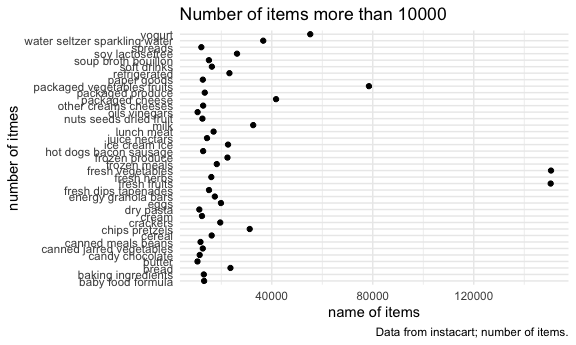 Number of items more than 10000
yogurt
water seltzer sparkling water
spreads
soy lactosefree
soup broth bouillon
soft drinks
refrigerated
paper goods
packaged vegetables fruits
packaged produce
packaged cheese
other creams cheeses
oils vinegars
nuts seeds dried fruit
milk
lunch meat
juice nectars
ice cream ice
hot dogs bacon sausage
frozen produce
frozen meals
fresh vegetables
fresh herbs
fresh fruits
fresh dips tapenades
energy granola bars
eggs
dry pasta
cream
crackers
chips pretzels
cereal
canned meals beans
canned jarred vegetables
candy chocolate
butter
bread
baking ingredients
baby food formula
number of itmes
40000 80000 120000
name of items
Data from instacart; number of items.